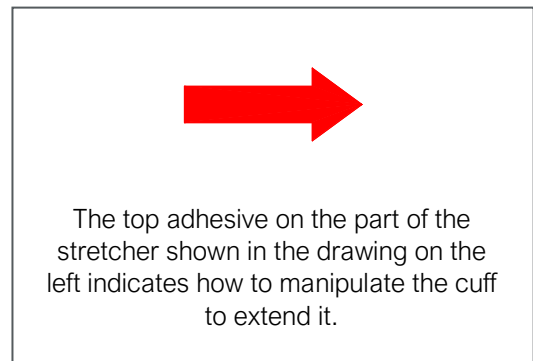 The top adhesive on the part of the
stretcher shown in the drawing on the
left indicates how to manipulate the cuff
to extend it.